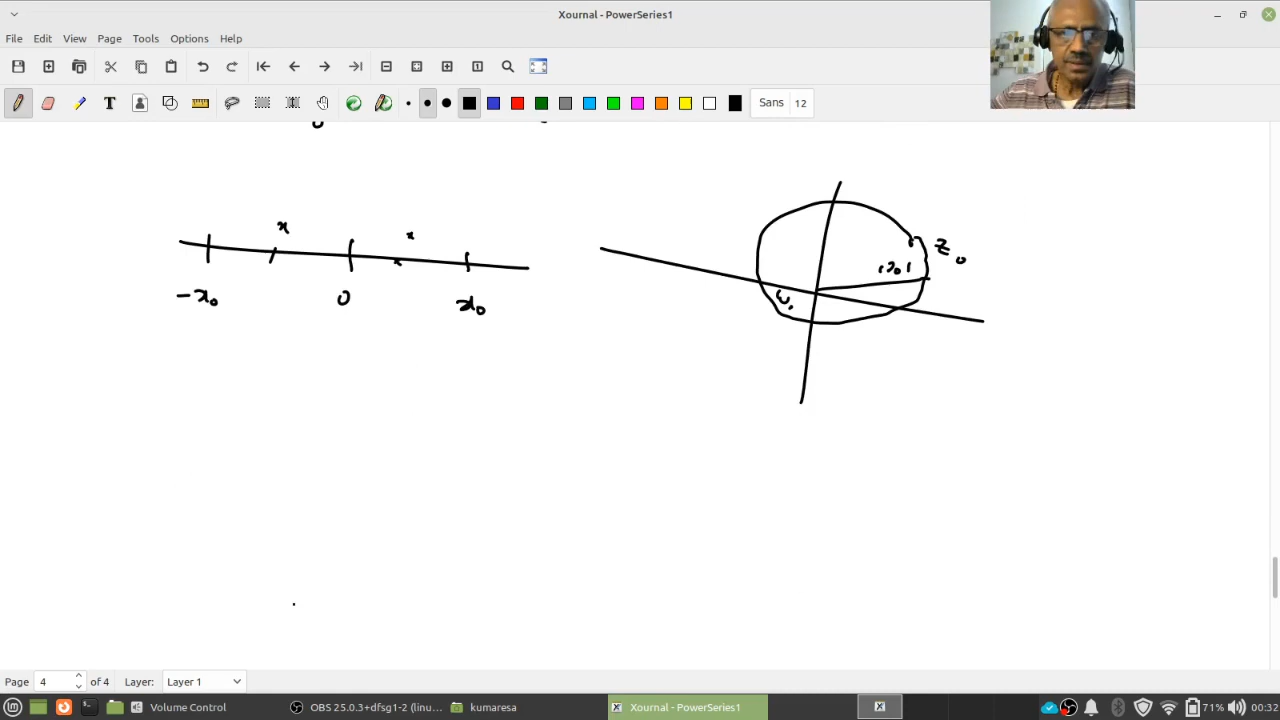 Xournal - PowerSeries1
File Edit View Page Tools Options Help
T Sans 12
x x
-x₀ 0 x₀
z₀
|z₀|
ω.
Page 4 of 4 Layer: Layer 1
Volume Control OBS 25.0.3+dfsg1-2 (linu... kumaresa Xournal - PowerSeries1 71% 00:32